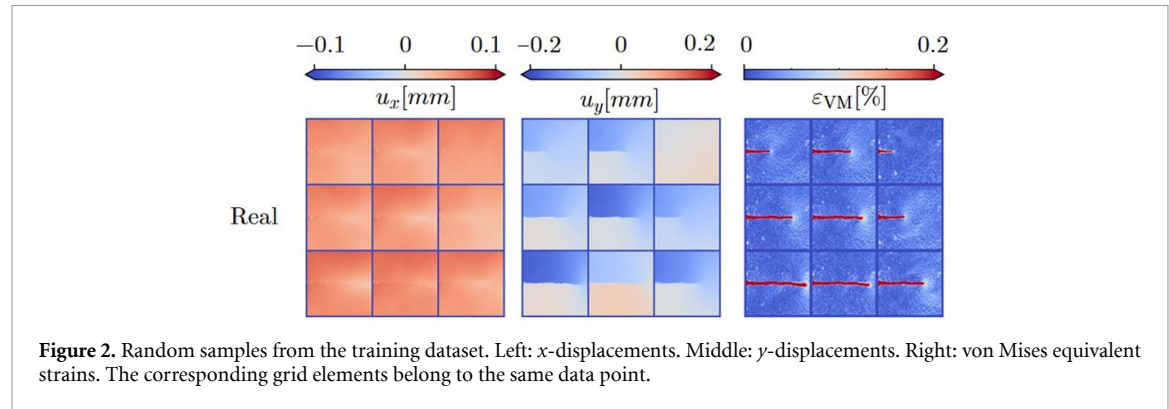 −0.1 0 0.1 −0.2 0 0.2 0 0.2
u_x[mm] u_y[mm] ε_VM[%]
Real
Figure 2. Random samples from the training dataset. Left: x-displacements. Middle: y-displacements. Right: von Mises equivalent
strains. The corresponding grid elements belong to the same data point.